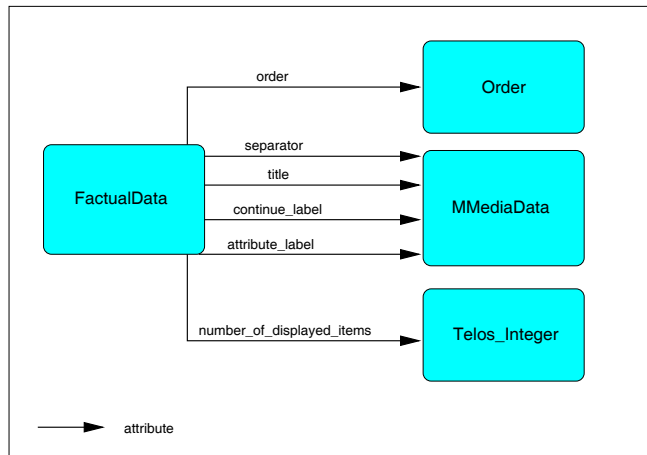 order
Order
separator
title
FactualData
continue_label
MMediaData
attribute_label
number_of_displayed_items
Telos_Integer
attribute